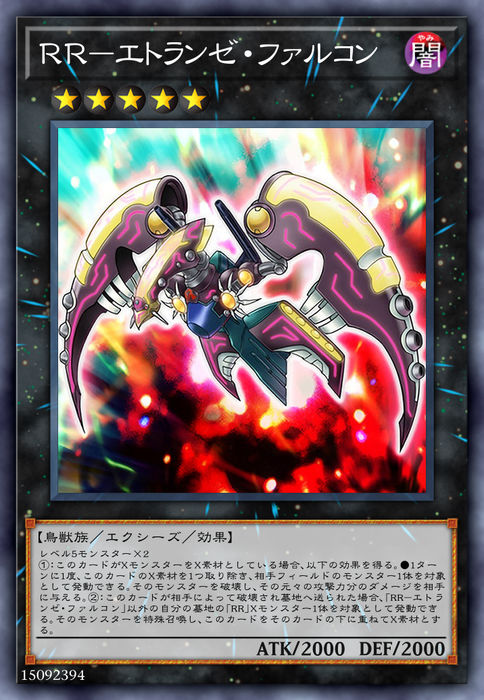 RR－エトランゼ・ファルコン
やみ
闇
【鳥獣族／エクシーズ／効果】
レベル5モンスター×2
①：このカードがXモンスターをX素材としている場合、以下の効果を得る。●1ター
ンに1度、このカードのX素材を1つ取り除き、相手フィールドのモンスター1体を対象
として発動できる。そのモンスターを破壊し、その元々の攻撃力分のダメージを相手
に与える。②：このカードが相手によって破壊され墓地へ送られた場合、「RR－エトラン
ゼ・ファルコン」以外の自分の墓地の「RR」Xモンスター1体を対象として発動でき
る。そのモンスターを特殊召喚し、このカードをそのカードの下に重ねてX素材とす
る。
ATK/2000 DEF/2000
15092394